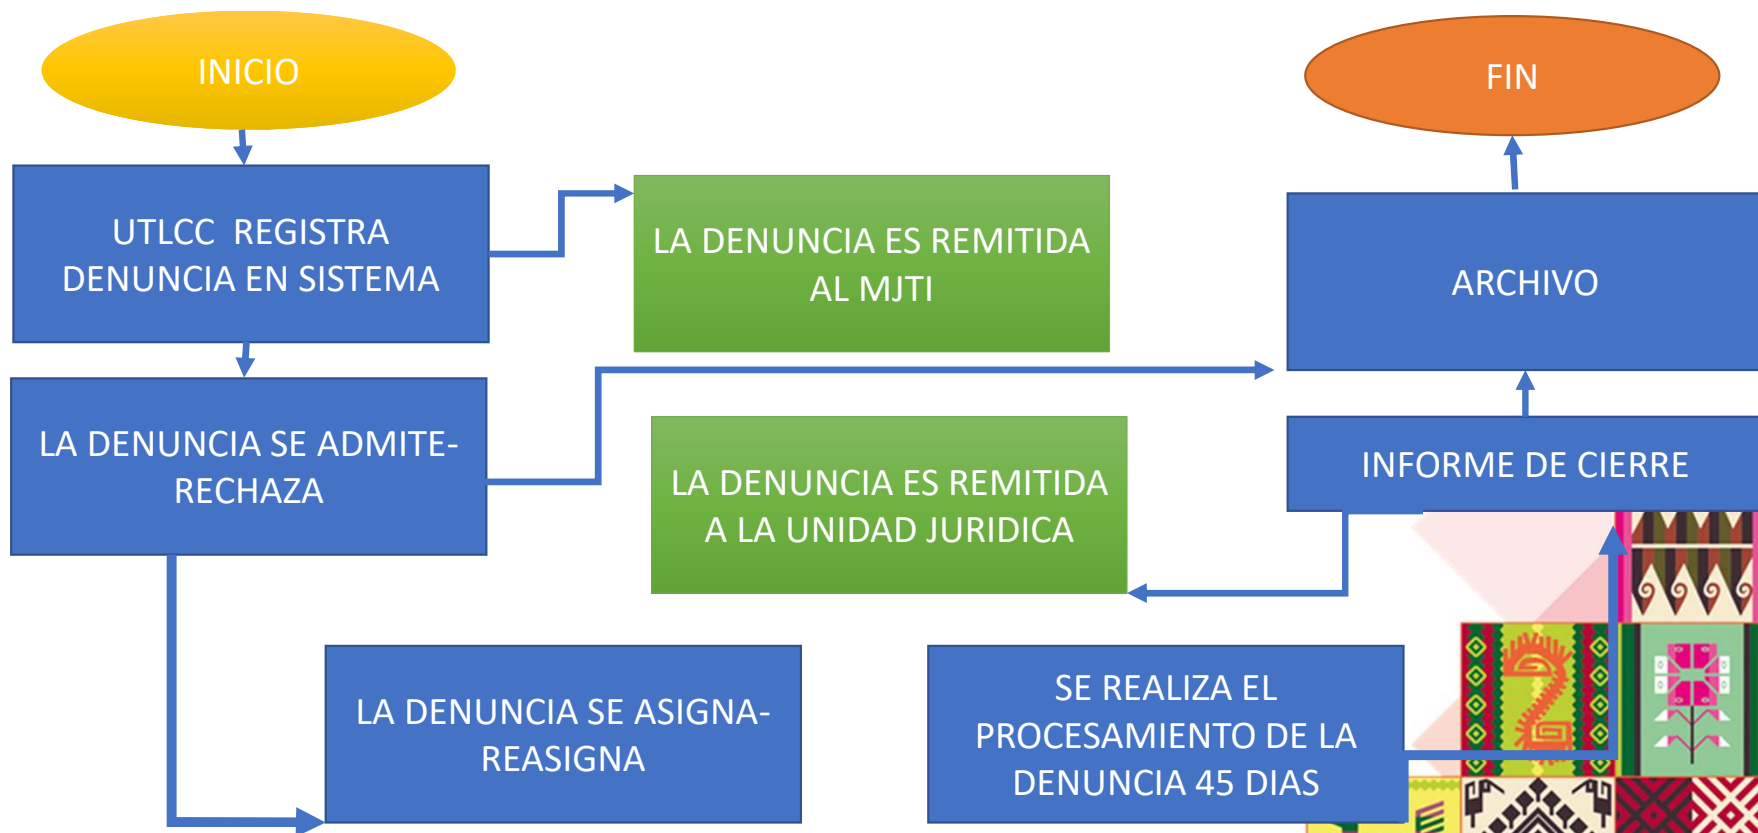 INICIO
UTLCC REGISTRA
DENUNCIA EN SISTEMA
LA DENUNCIA ES REMITIDA
AL MJTI
LA DENUNCIA SE ADMITE-
RECHAZA
LA DENUNCIA ES REMITIDA
A LA UNIDAD JURIDICA
LA DENUNCIA SE ASIGNA-
REASIGNA
SE REALIZA EL
PROCESAMIENTO DE LA
DENUNCIA 45 DIAS
INFORME DE CIERRE
ARCHIVO
FIN